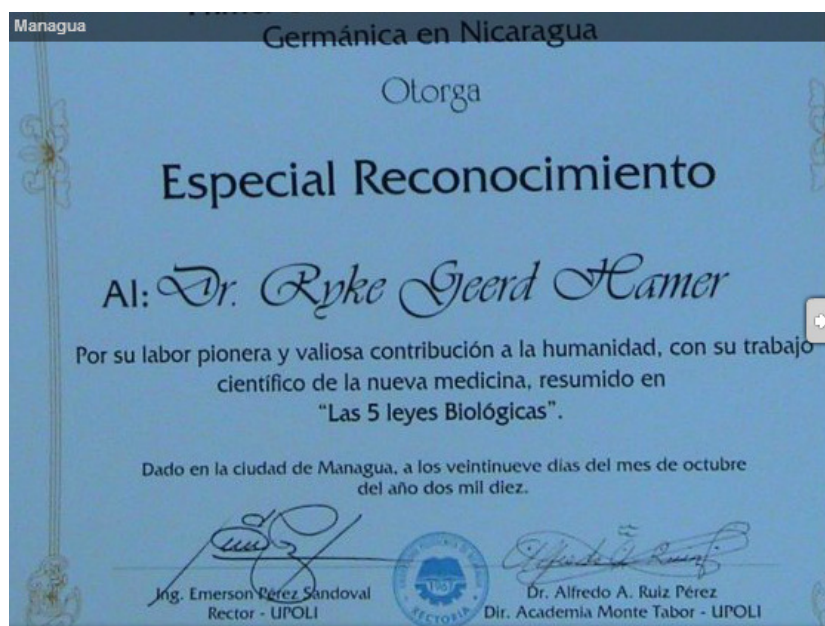 Managua
Germánica en Nicaragua
Otorga
Especial Reconocimiento
Al: Dr. Ryke Geerd Hamer
Por su labor pionera y valiosa contribución a la humanidad, con su trabajo
científico de la nueva medicina, resumido en
"Las 5 leyes Biológicas".
Dado en la ciudad de Managua, a los veintinueve días del mes de octubre
del año dos mil diez.
Ing. Emerson Pérez Sandoval
Rector - UPOLI
1967
RECTORIA
Dr. Alfredo A. Ruiz Pérez
Dir. Academia Monte Tabor - UPOLI